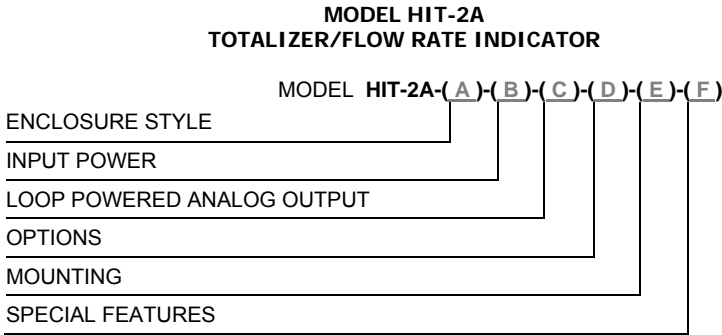 MODEL HIT-2A
TOTALIZER/FLOW RATE INDICATOR
MODEL HIT-2A-( A )-( B )-( C )-( D )-( E )-( F )
ENCLOSURE STYLE
INPUT POWER
LOOP POWERED ANALOG OUTPUT
OPTIONS
MOUNTING
SPECIAL FEATURES